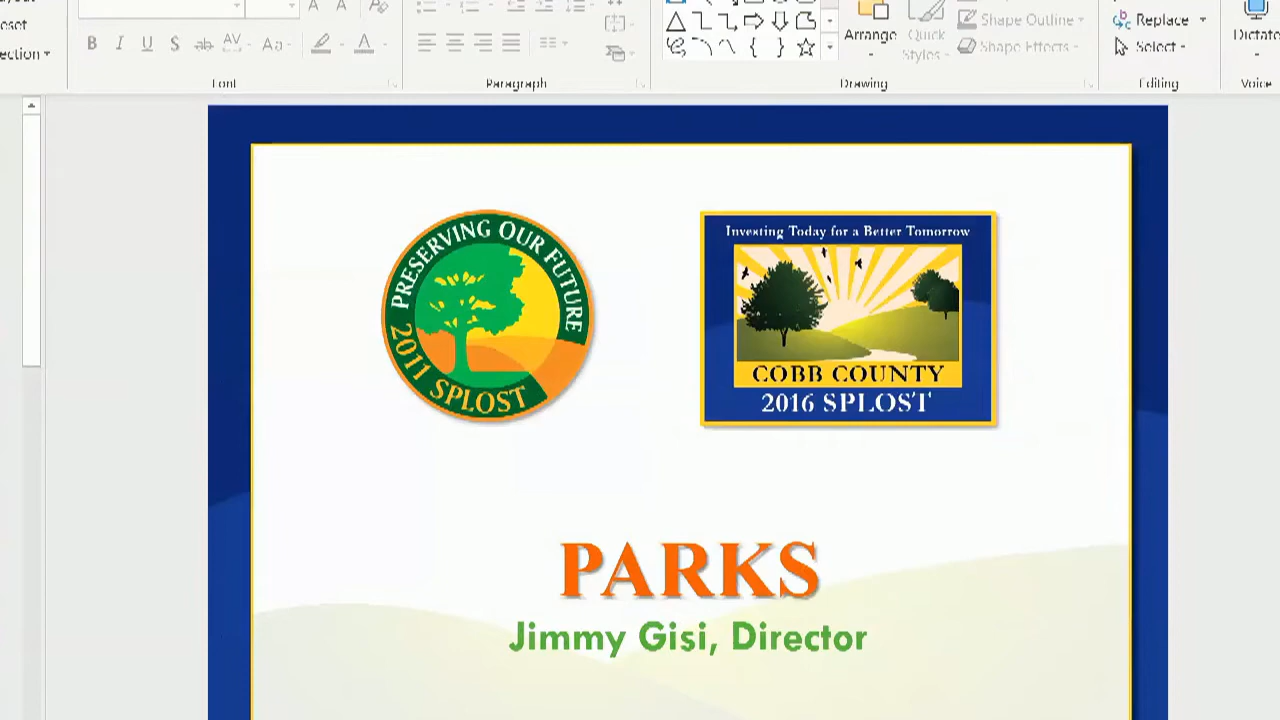 Replace
Arrange
Quick
Shape Outline
Select
Styles
Shape Effects
Dictate
Font
Paragraph
Drawing
Editing
Voice
PRESERVING OUR FUTURE
2011 SPLOST
Investing Today for a Better Tomorrow
COBB COUNTY
2016 SPLOST
PARKS
Jimmy Gisi, Director